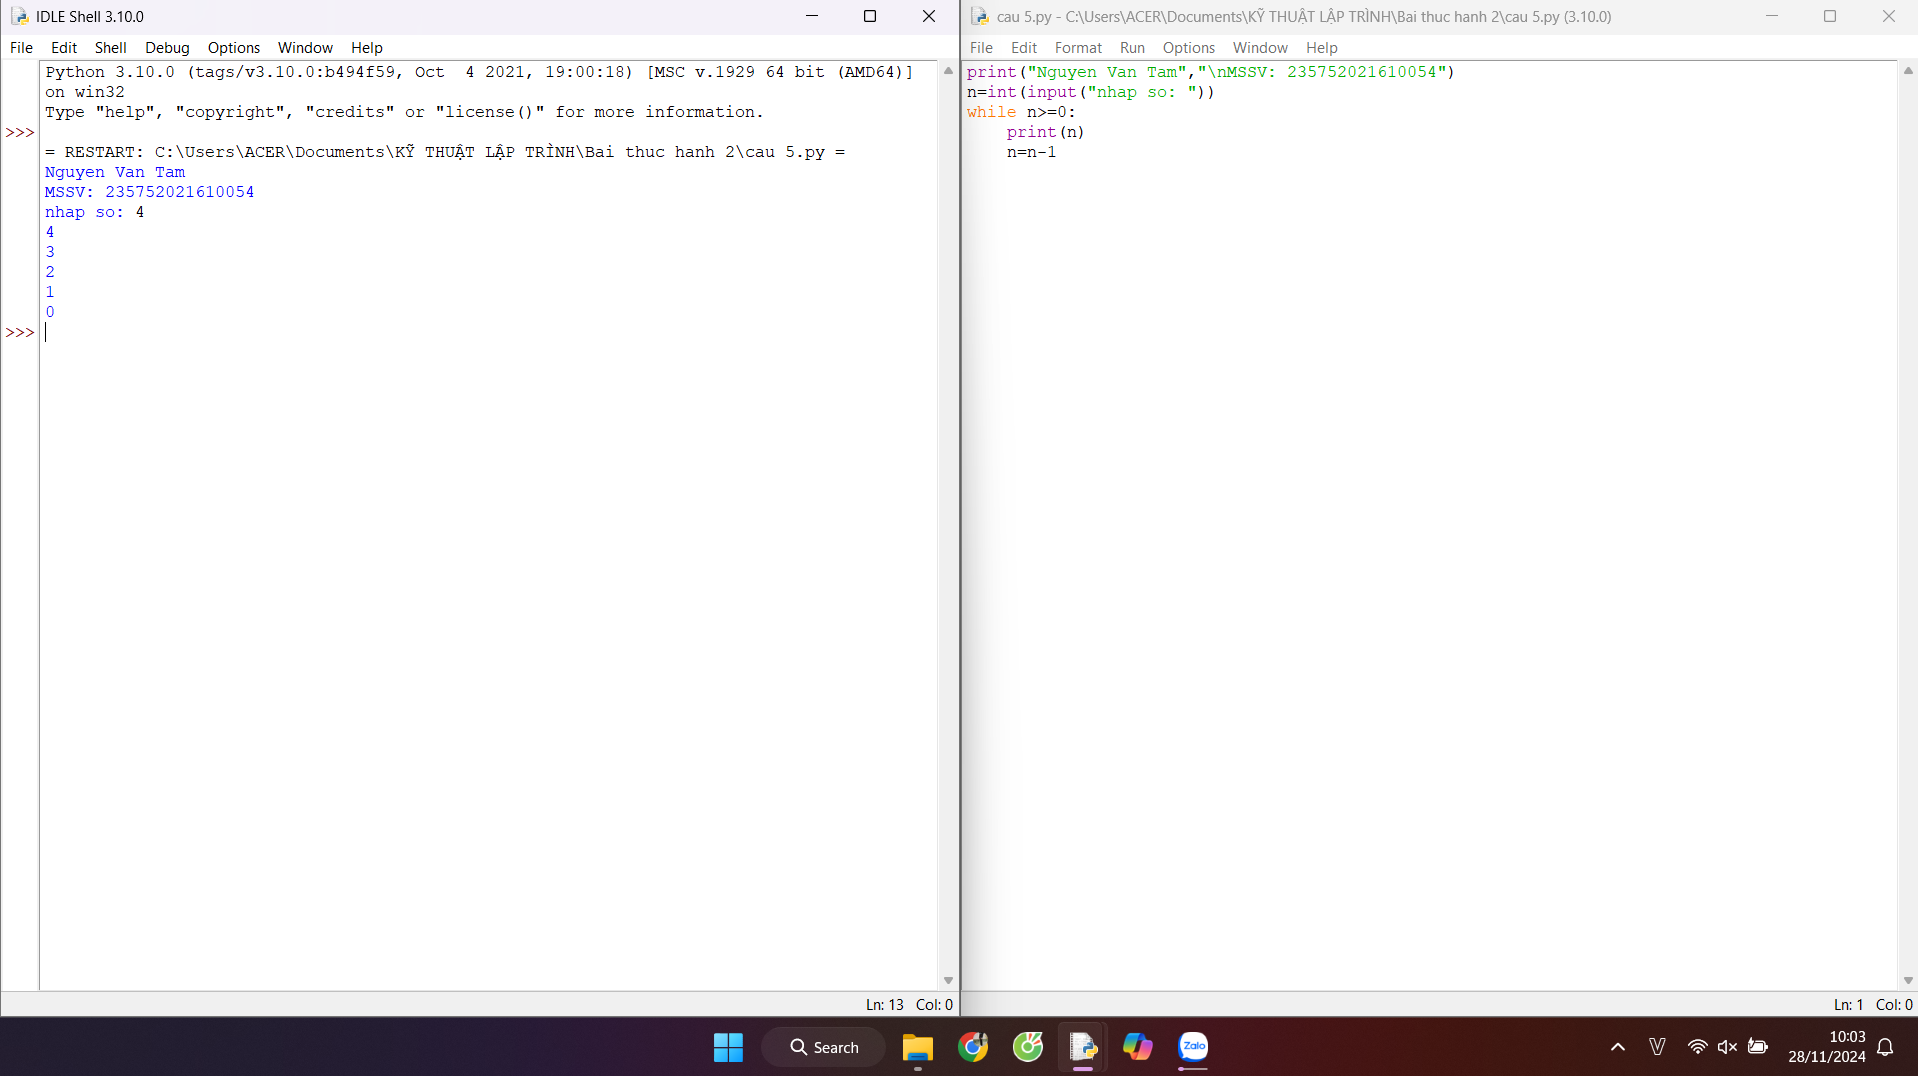 IDLE Shell 3.10.0
File Edit Shell Debug Options Window Help
Python 3.10.0 (tags/v3.10.0:b494f59, Oct  4 2021, 19:00:18) [MSC v.1929 64 bit (AMD64)]
on win32
Type "help", "copyright", "credits" or "license()" for more information.
>>>
= RESTART: C:\Users\ACER\Documents\KỸ THUẬT LẬP TRÌNH\Bai thuc hanh 2\cau 5.py =
Nguyen Van Tam
MSSV: 235752021610054
nhap so: 4
4
3
2
1
0
>>>
Ln: 13 Col: 0
cau 5.py - C:\Users\ACER\Documents\KỸ THUẬT LẬP TRÌNH\Bai thuc hanh 2\cau 5.py (3.10.0)
File Edit Format Run Options Window Help
print("Nguyen Van Tam","\nMSSV: 235752021610054")
n=int(input("nhap so: "))
while n>=0:
    print(n)
    n=n-1
Ln: 1 Col: 0
Search
Zalo
V
10:03
28/11/2024